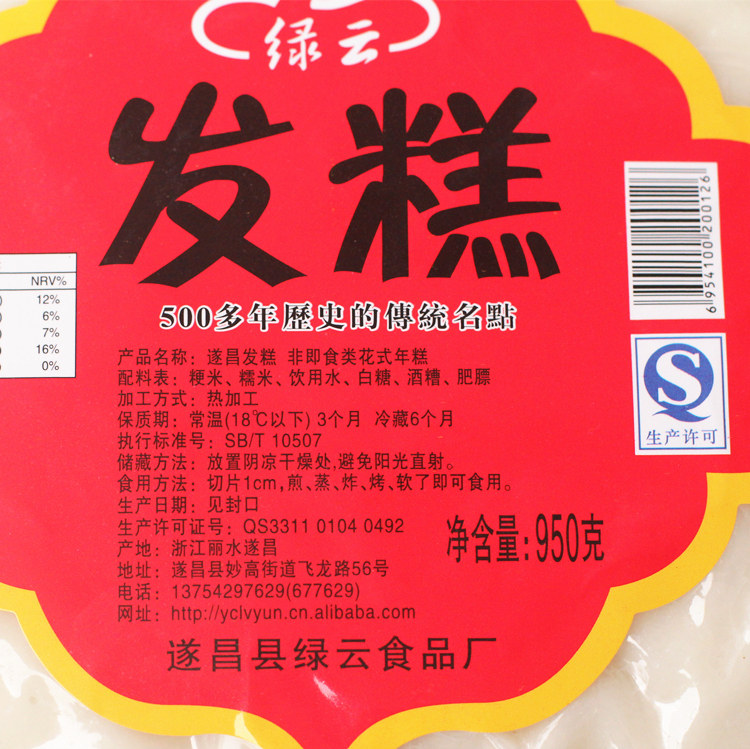 绿云
发糕
6 954100 200126
500多年歷史的傳統名點
NRV%
12%
6%
7%
16%
0%
产品名称：遂昌发糕 非即食类花式年糕
配料表：粳米、糯米、饮用水、白糖、酒糟、肥膘
加工方式：热加工
保质期：常温(18℃以下) 3个月 冷藏6个月
执行标准号：SB/T 10507
储藏方法：放置阴凉干燥处,避免阳光直射。
食用方法：切片1cm,煎、蒸、炸、烤、软了即可食用。
生产日期：见封口
生产许可证号：QS3311 0104 0492
产地：浙江丽水遂昌
地址：遂昌县妙高街道飞龙路56号
电话：13754297629(677629)
网址：http://yclvyun.cn.alibaba.com
净含量：950克
生产许可
遂昌县绿云食品厂